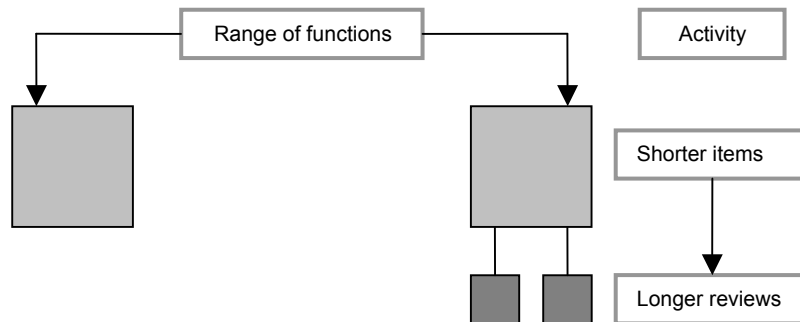 Range of functions
Activity
Shorter items
Longer reviews